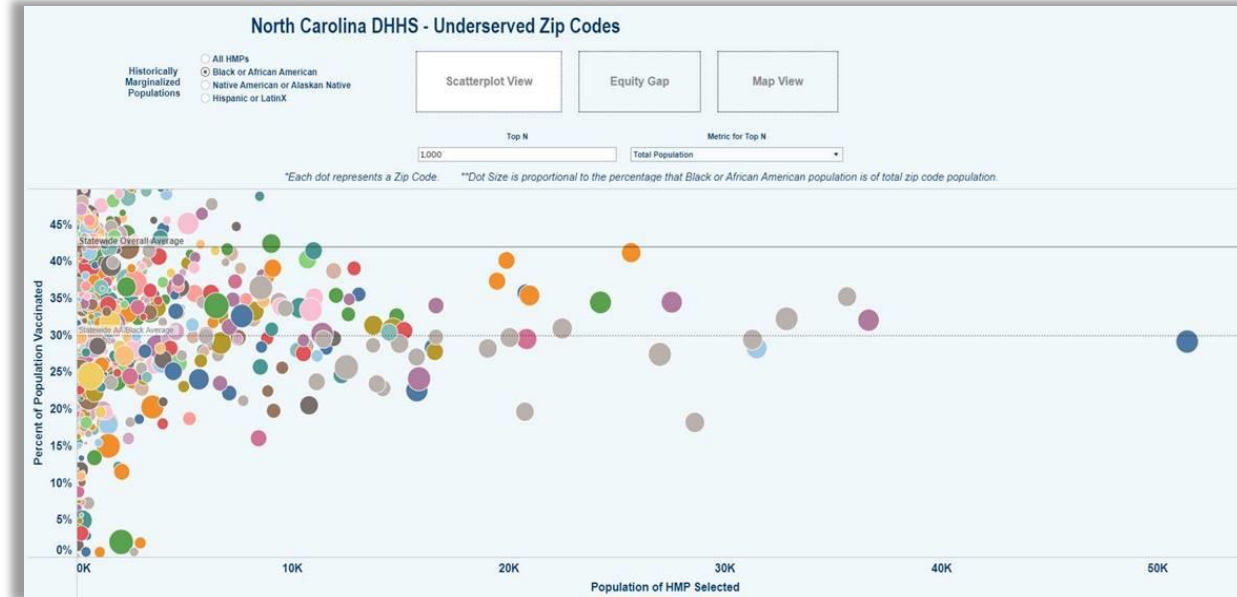 North Carolina DHHS - Underserved Zip Codes
Historically
Marginalized
Populations
All HMPs
Black or African American
Native American or Alaskan Native
Hispanic or LatinX
Scatterplot View
Equity Gap
Map View
Top N
Metric for Top N
1,000
Total Population
*Each dot represents a Zip Code. **Dot Size is proportional to the percentage that Black or African American population is of total zip code population.
Percent of Population Vaccinated
45%
Statewide Overall Average
40%
35%
Statewide AA/Black Average
30%
25%
20%
15%
10%
5%
0%
0K
10K
20K
30K
40K
50K
Population of HMP Selected